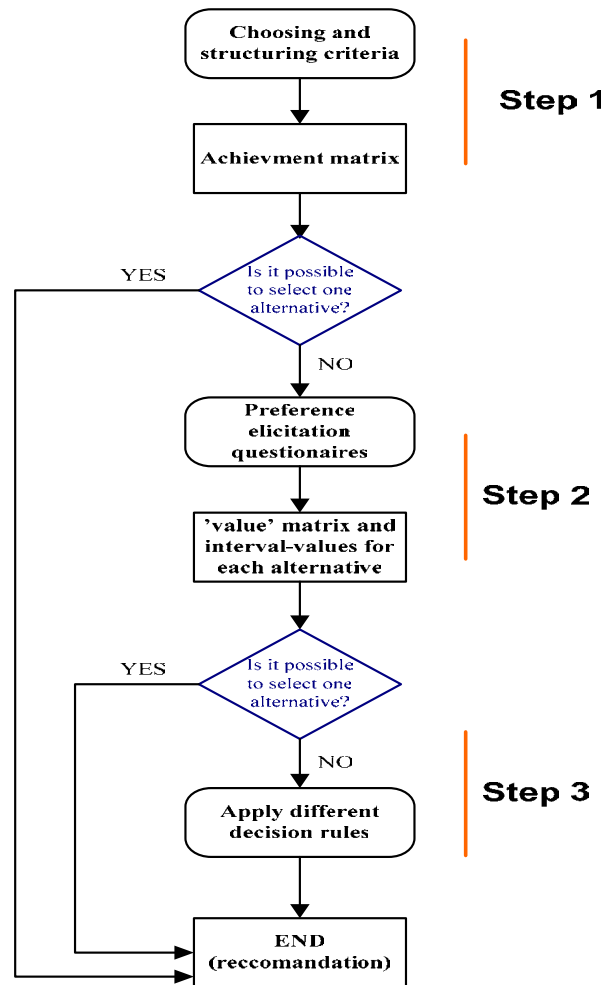 Choosing and
structuring criteria
Step 1
Achievment matrix
YES
Is it possible
to select one
alternative?
NO
Preference
elicitation
questionaires
Step 2
’value’ matrix and
interval-values for
each alternative
YES
Is it possible
to select one
alternative?
NO
Step 3
Apply different
decision rules
END
(reccomandation)